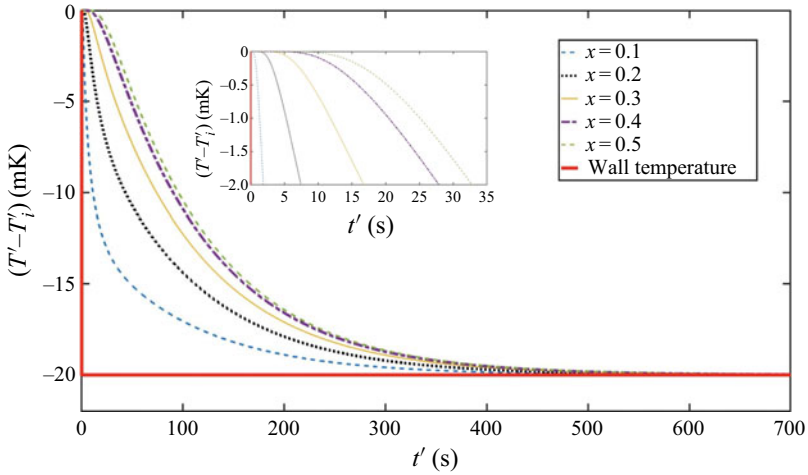 0
−5
−10
−15
−20
0
100
200
300
400
500
600
700
t′ (s)
(T′−T′i) (mK)
0
−0.5
−1.0
−1.5
−2.0
0
5
10
15
20
25
30
35
t′ (s)
(T′−T′i) (mK)
x = 0.1
x = 0.2
x = 0.3
x = 0.4
x = 0.5
Wall temperature